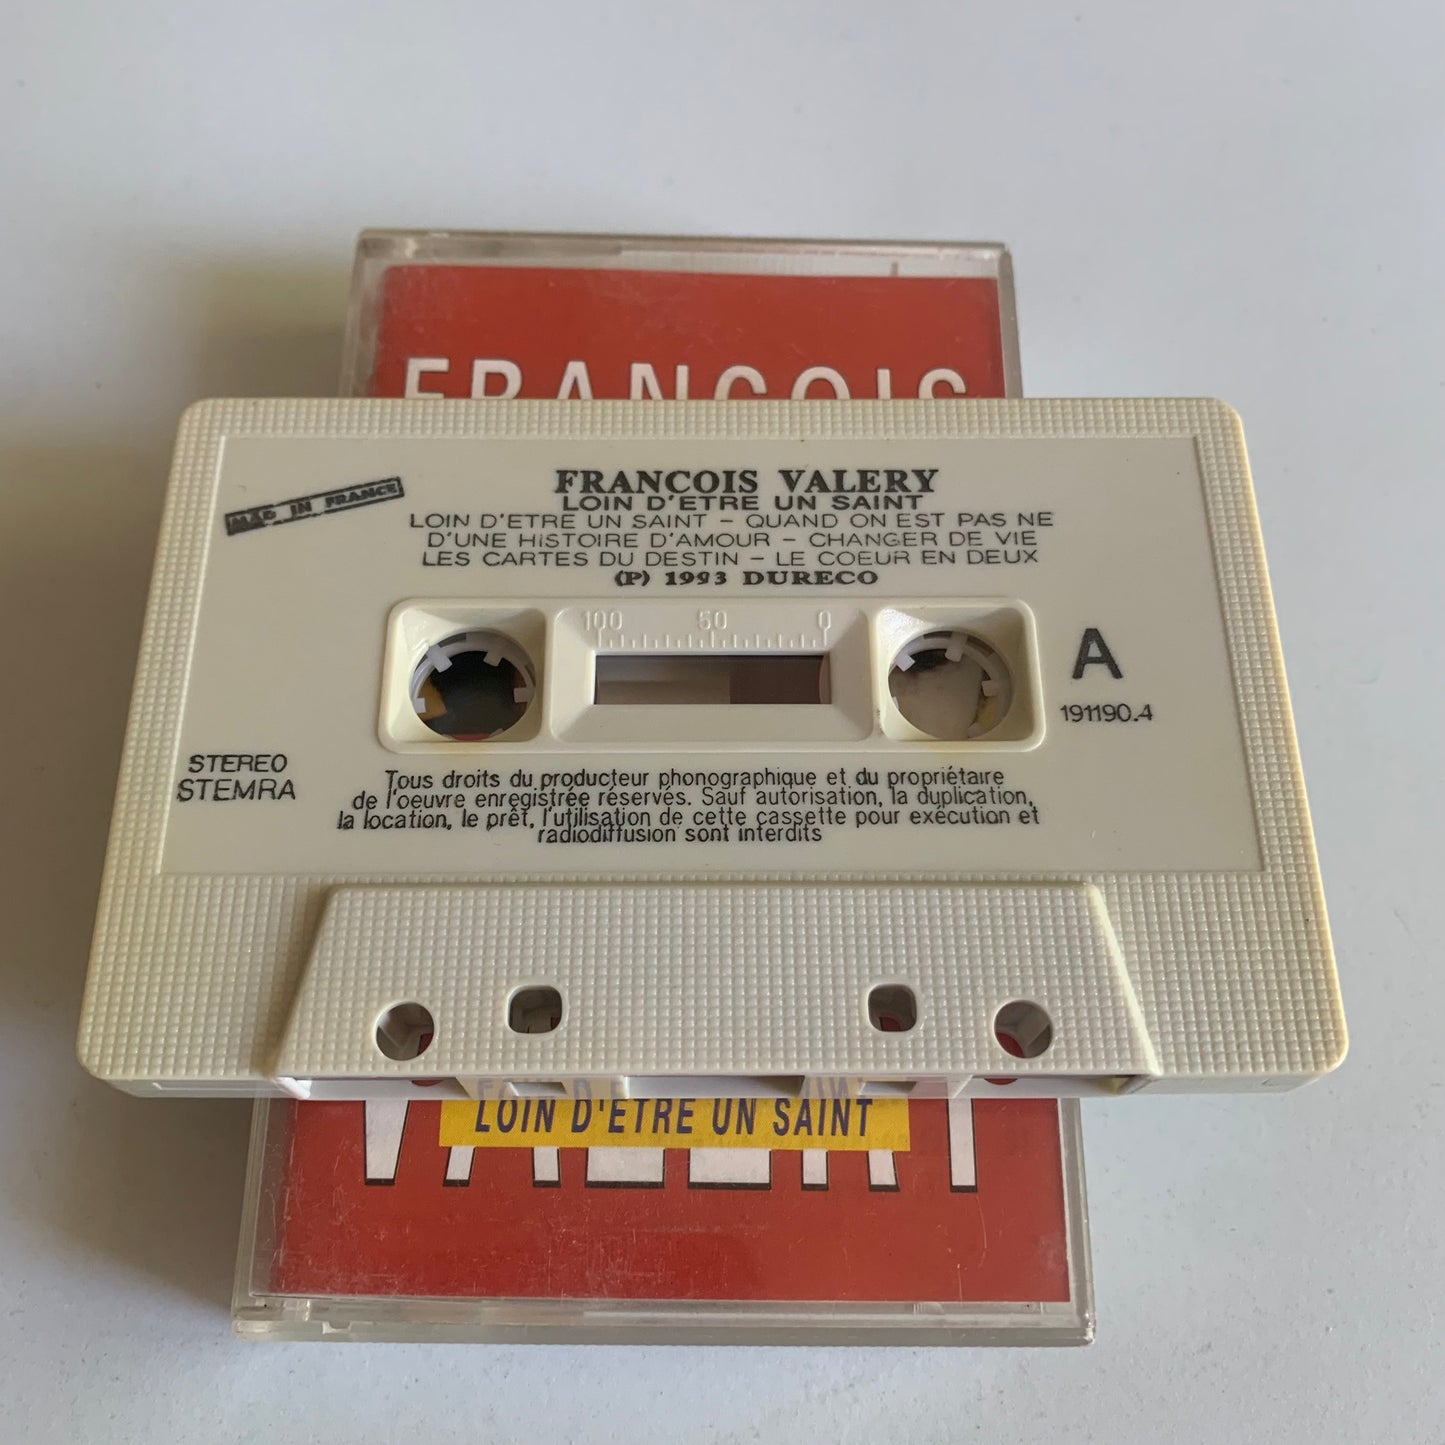 FRANCOIS
MADE IN FRANCE
FRANCOIS VALERY
LOIN D'ETRE UN SAINT
LOIN D'ETRE UN SAINT – QUAND ON EST PAS NE
D'UNE HISTOIRE D'AMOUR – CHANGER DE VIE
LES CARTES DU DESTIN – LE COEUR EN DEUX
(P) 1993 DURECO
100 50 0
A
191190.4
STEREO
STEMRA
Tous droits du producteur phonographique et du propriétaire
de l'oeuvre enregistrée réservés. Sauf autorisation, la duplication,
la location, le prêt, l'utilisation de cette cassette pour exécution et
radiodiffusion sont interdits
LOIN D'ETRE UN SAINT
VALERY